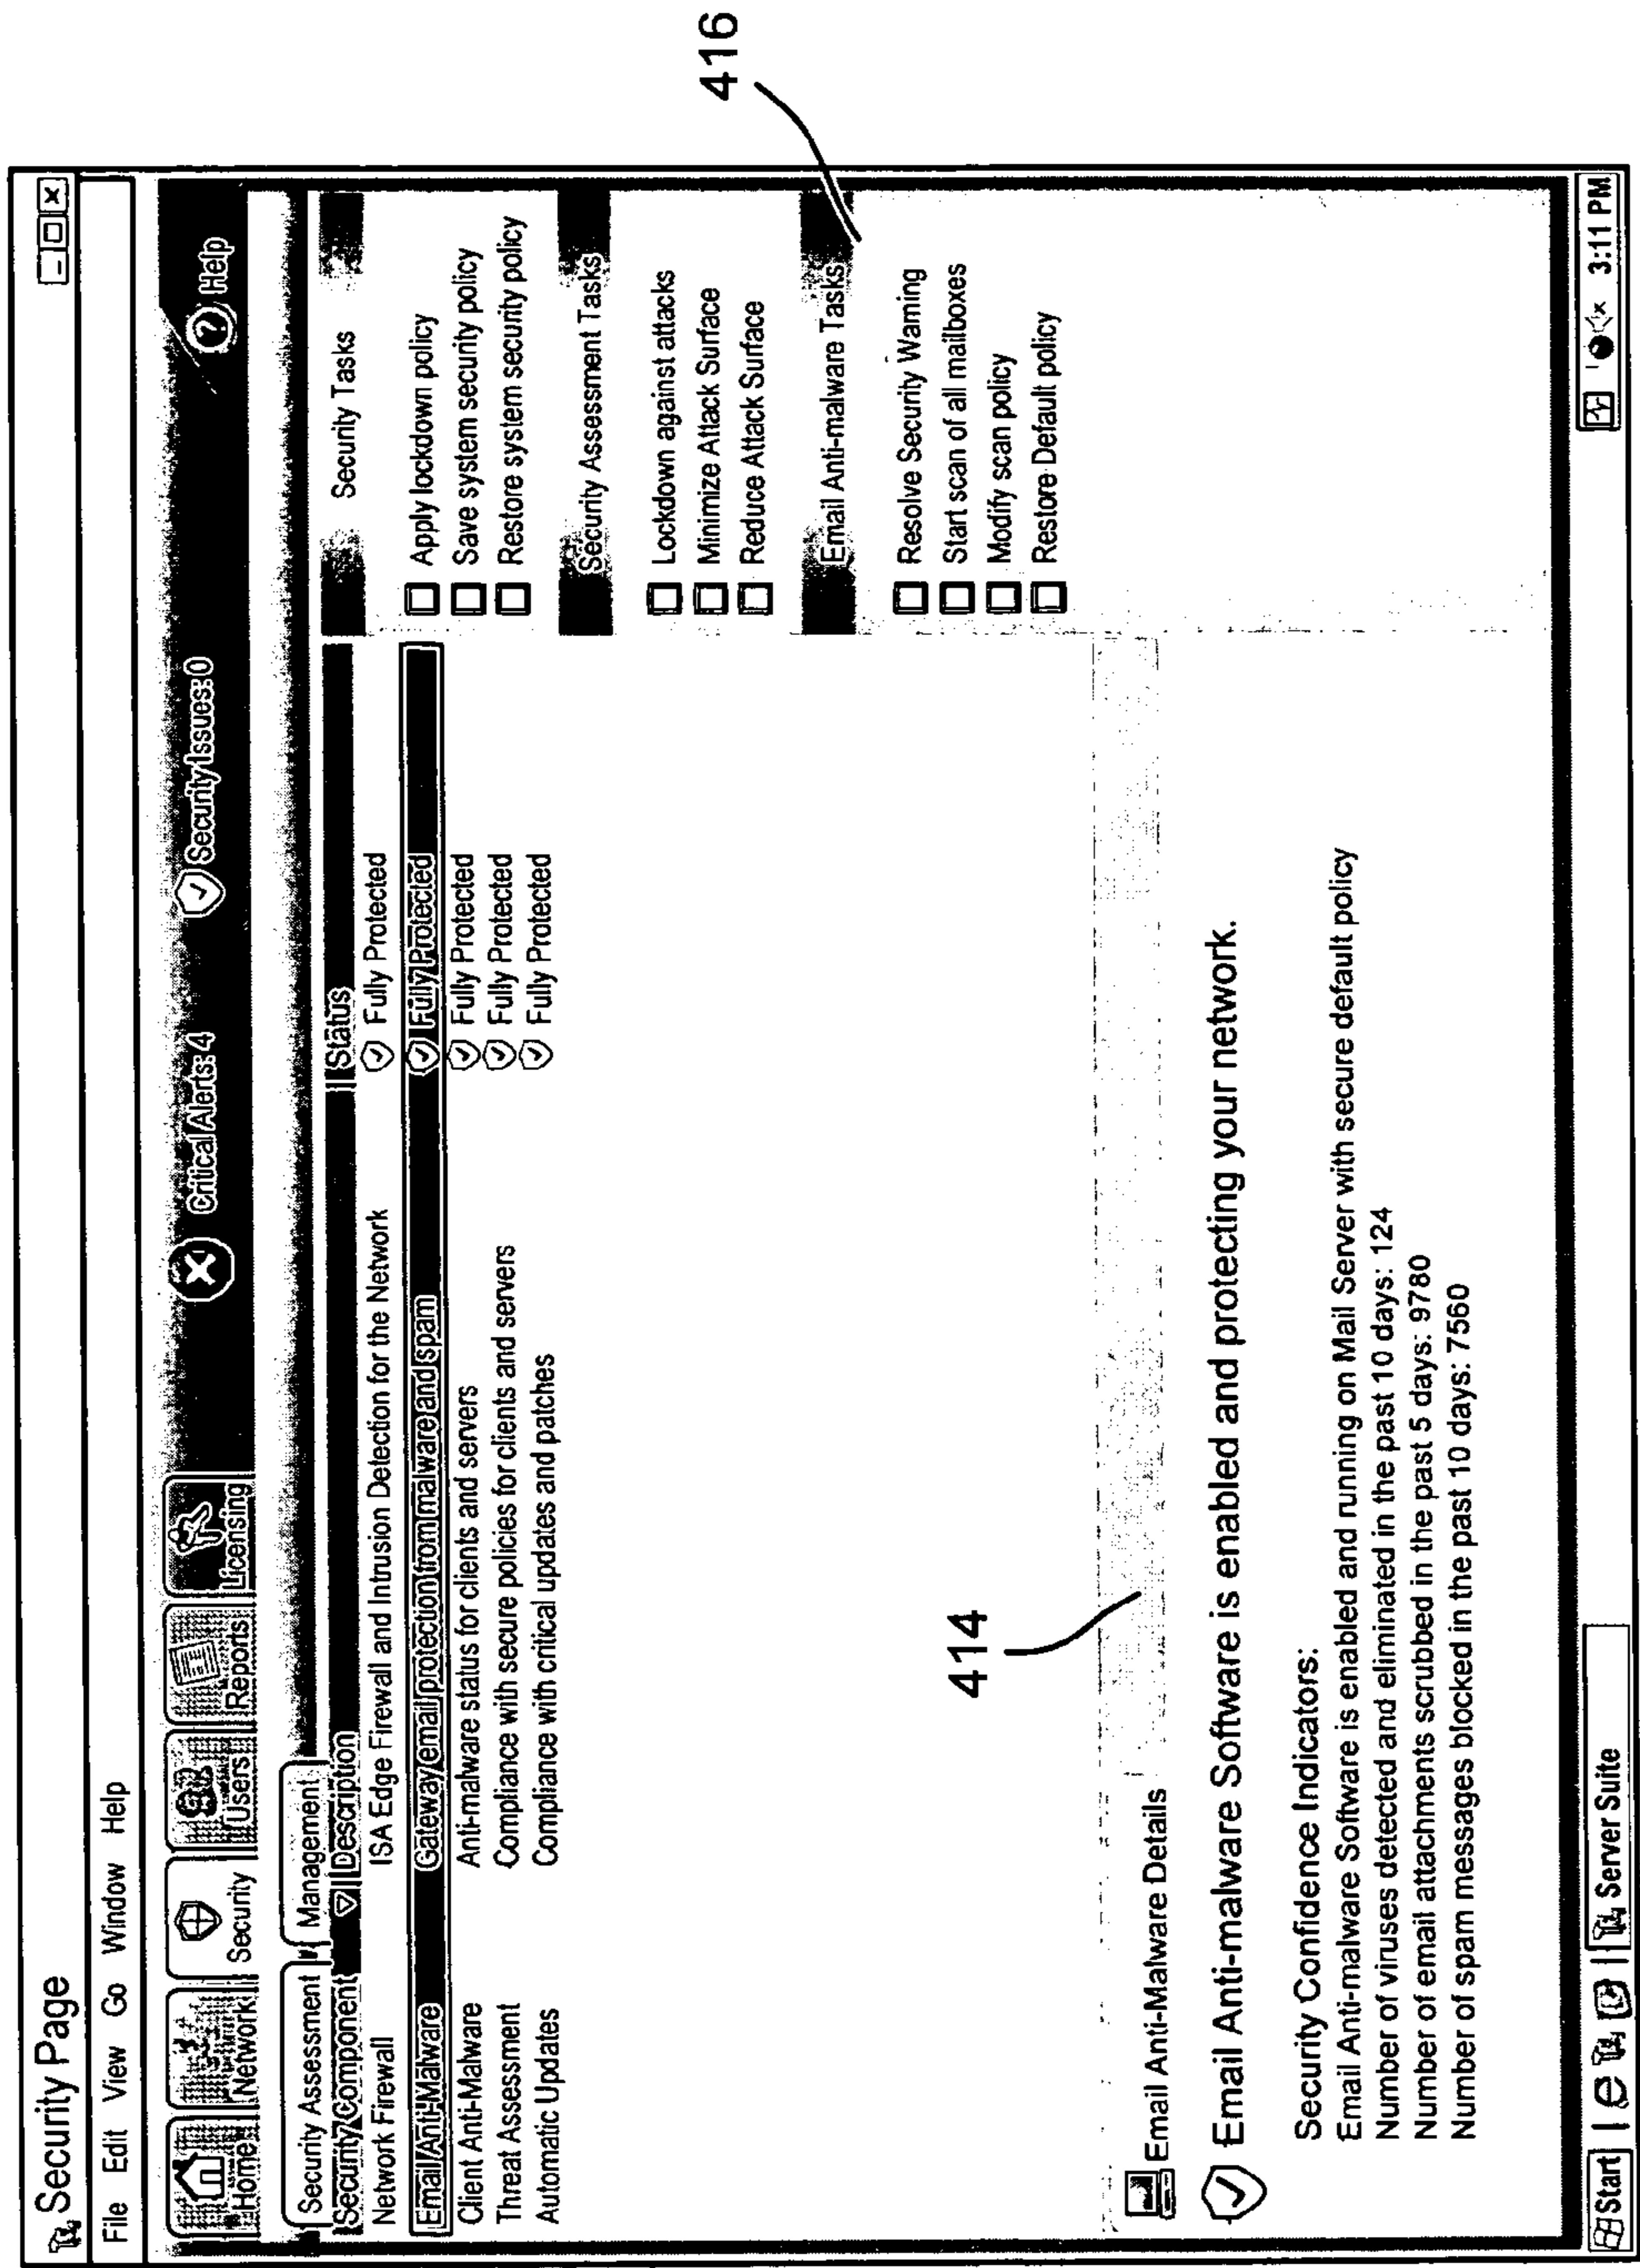 Security Page
File Edit View Go Window Help
Home Network Security Users Reports Licensing Critical Alerts: 4 Security Issues: 0 Help
Security Assessment Management
Security Component Description Status
Network Firewall ISA Edge Firewall and Intrusion Detection for the Network Fully Protected
Email Anti-Malware Gateway email protection from malware and spam Fully Protected
Client Anti-Malware Anti-malware status for clients and servers Fully Protected
Threat Assessment Compliance with secure policies for clients and servers Fully Protected
Automatic Updates Compliance with critical updates and patches Fully Protected
Security Tasks
Apply lockdown policy
Save system security policy
Restore system security policy
Security Assessment Tasks
Lockdown against attacks
Minimize Attack Surface
Reduce Attack Surface
Email Anti-malware Tasks
Resolve Security Warning
Start scan of all mailboxes
Modify scan policy
Restore Default policy
416
414
Email Anti-Malware Details
Email Anti-malware Software is enabled and protecting your network.
Security Confidence Indicators:
Email Anti-malware Software is enabled and running on Mail Server with secure default policy
Number of viruses detected and eliminated in the past 10 days: 124
Number of email attachments scrubbed in the past 5 days: 9780
Number of spam messages blocked in the past 10 days: 7560
Start Server Suite 3:11 PM